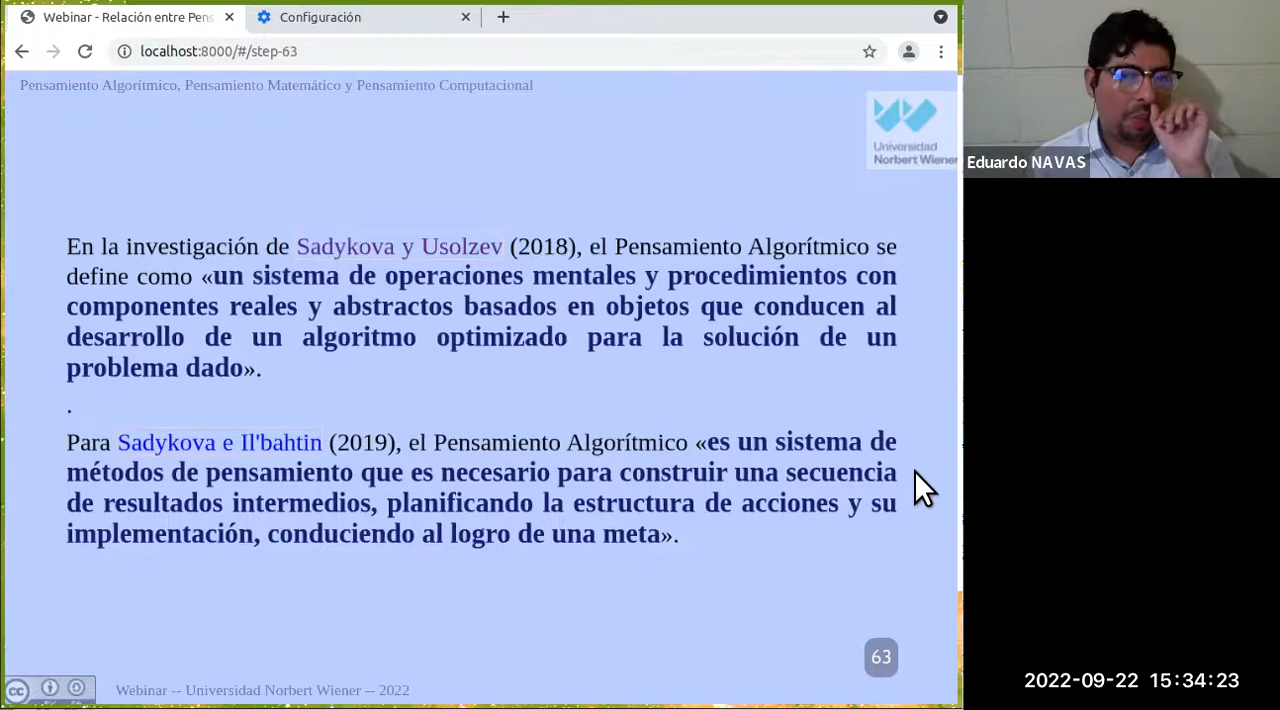 Webinar - Relación entre Pens
Configuración
localhost:8000/#/step-63
Pensamiento Algorítmico, Pensamiento Matemático y Pensamiento Computacional
Universidad
Norbert Wiener
Eduardo NAVAS
En la investigación de Sadykova y Usolzev (2018), el Pensamiento Algorítmico se
define como «un sistema de operaciones mentales y procedimientos con
componentes reales y abstractos basados en objetos que conducen al
desarrollo de un algoritmo optimizado para la solución de un
problema dado».
.
Para Sadykova e Il'bahtin (2019), el Pensamiento Algorítmico «es un sistema de
métodos de pensamiento que es necesario para construir una secuencia
de resultados intermedios, planificando la estructura de acciones y su
implementación, conduciendo al logro de una meta».
63
cc
Webinar -- Universidad Norbert Wiener -- 2022
2022-09-22 15:34:23